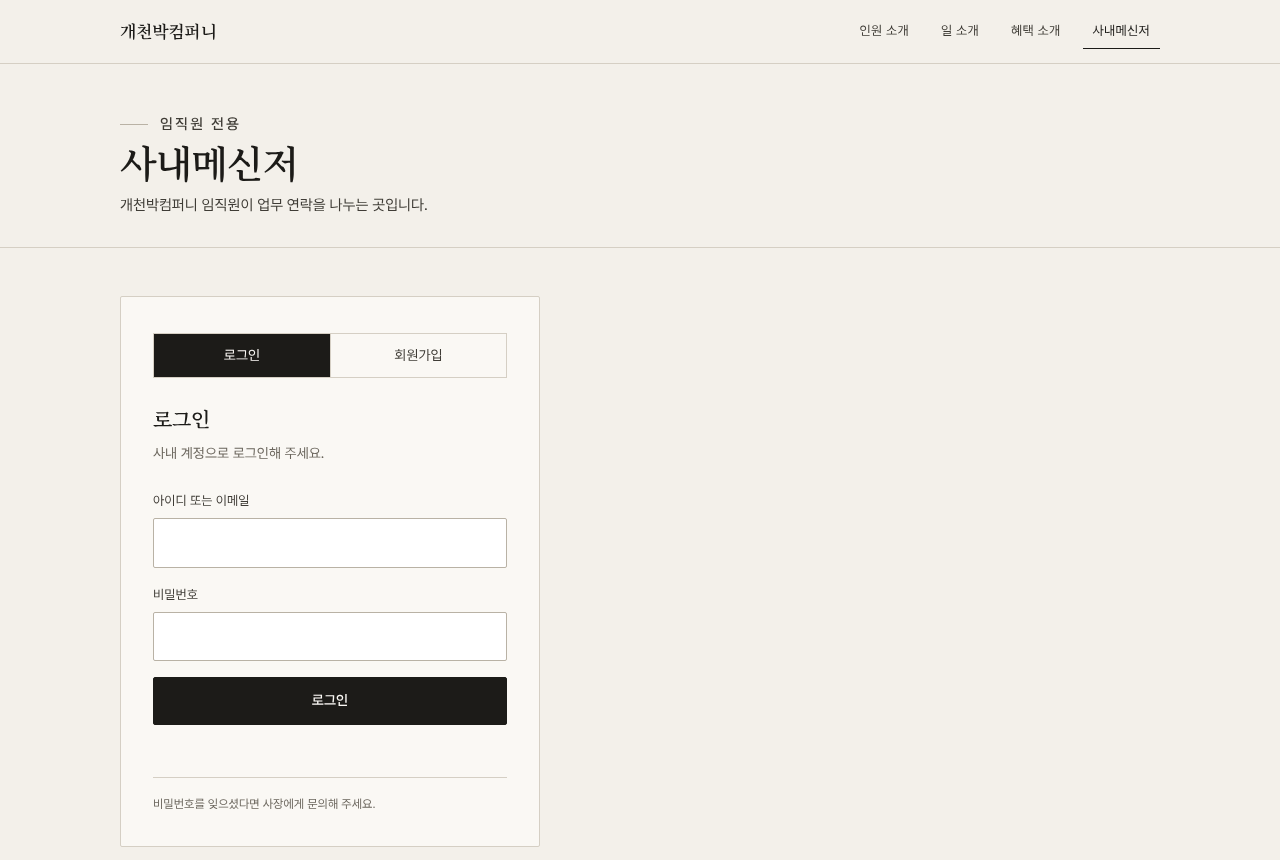 개천박컴퍼니
인원 소개
일 소개
혜택 소개
사내메신저
임직원 전용
사내메신저
개천박컴퍼니 임직원이 업무 연락을 나누는 곳입니다.
로그인
회원가입
로그인
사내 계정으로 로그인해 주세요.
아이디 또는 이메일
비밀번호
로그인
비밀번호를 잊으셨다면 사장에게 문의해 주세요.